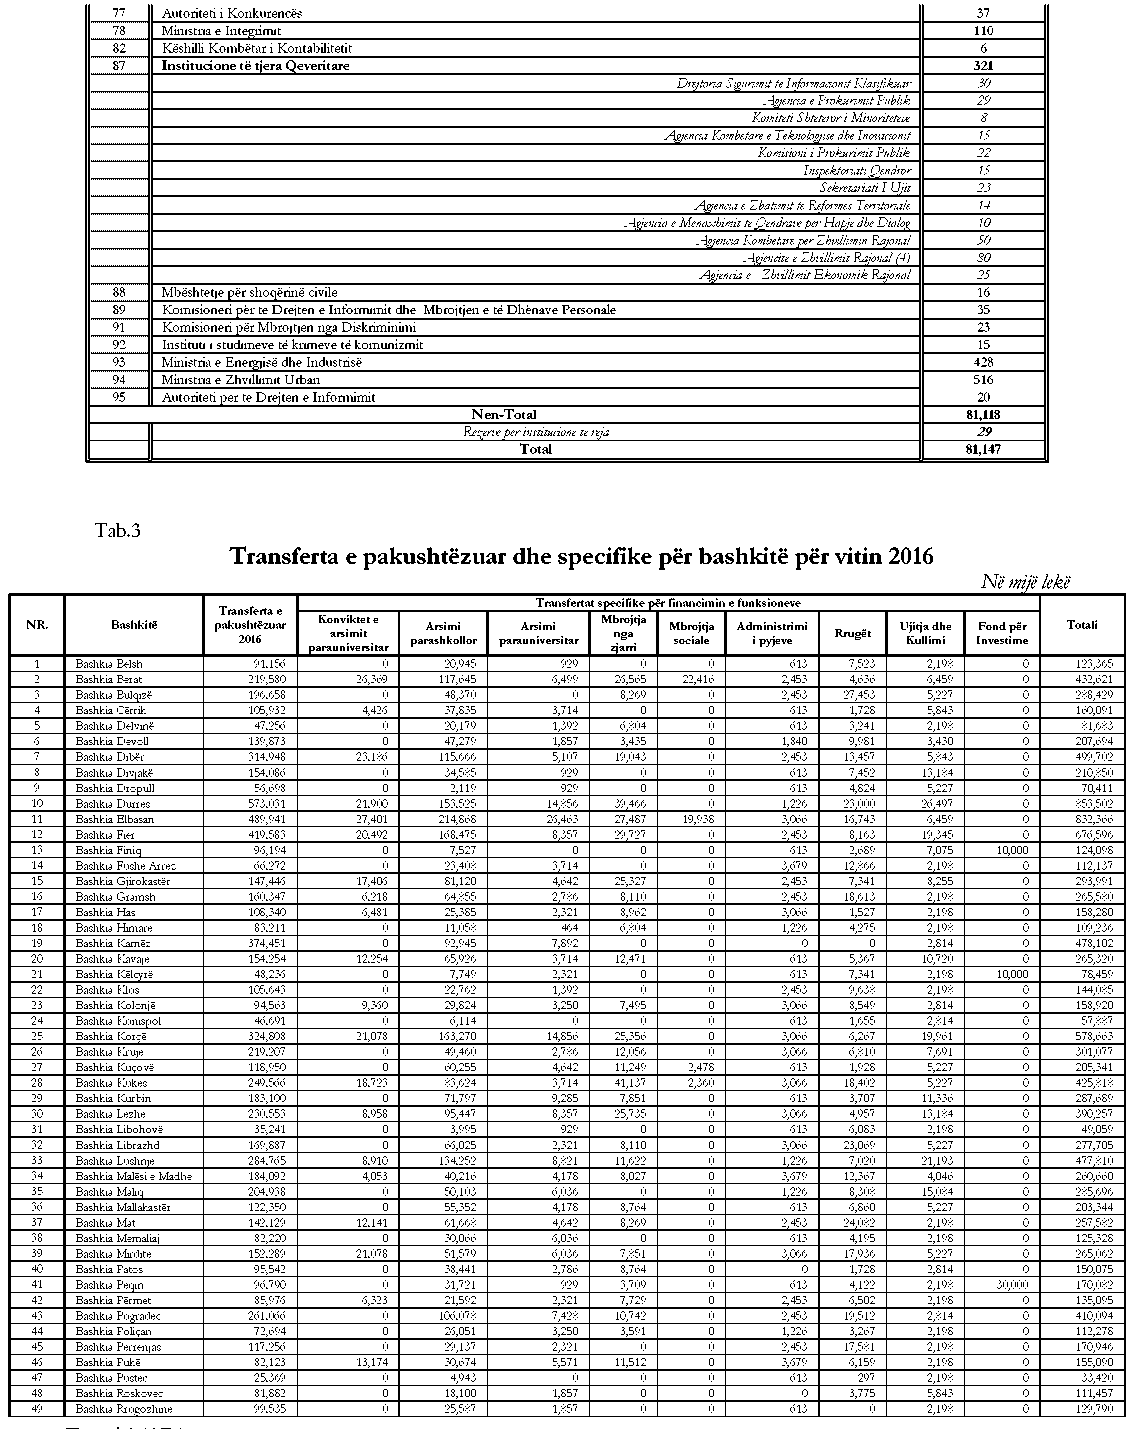 77 Autoriteti i Konkurencës 37
78 Ministria e Integrimit 110
82 Këshilli Kombëtar i Kontabilitetit 6
87 Institucione të tjera Qeveritare 321
Drejtoria Sigurimit te Informacionit Klasifikuar 30
Agjencia e Prokurimit Publik 29
Komiteti Shteteror i Minoriteteve 8
Agjencia Kombetare e Teknologjise dhe Inovacionit 15
Komisioni i Prokurimit Publik 22
Inspektoriati Qendror 15
Sekretariati I Ujit 23
Agjencia e Zbatimit te Reformes Territoriale 14
Agjencia e Menaxhimit te Qendrave per Hapje dhe Dialog 10
Agjencia Kombetare per Zhvillimin Rajonal 50
Agjencite e Zhvillimit Rajonal (4) 80
Agjencia e Zhvillimit Ekonomik Rajonal 25
88 Mbështetje për shoqërinë civile 16
89 Komisioneri për te Drejten e Informimit dhe Mbrojtjen e të Dhënave Personale 35
91 Komisioneri për Mbrojtjen nga Diskriminimi 23
92 Instituti i studimeve të krimeve të komunizmit 15
93 Ministria e Energjisë dhe Industrisë 428
94 Ministria e Zhvillimit Urban 516
95 Autoriteti per te Drejten e Informimit 20
Nen-Total 81,118
Rezerve per institucione te reja 29
Total 81,147
Tab.3
Transferta e pakushtëzuar dhe specifike për bashkitë për vitin 2016
Në mijë lekë
NR. Bashkitë Transferta e pakushtëzuar 2016 Transfertat specifike për financimin e funksioneve Totali
Konviktet e arsimit parauniversitar Arsimi parashkollor Arsimi parauniversitar Mbrojtja nga zjarri Mbrojtja sociale Administrimi i pyjeve Rrugët Ujitja dhe Kullimi Fond për Investime
1 Bashkia Belsh 91,156 0 20,945 929 0 0 613 7,523 2,198 0 123,365
2 Bashkia Berat 219,580 26,369 117,645 6,499 26,565 22,416 2,453 4,636 6,459 0 432,621
3 Bashkia Bulqizë 196,658 0 48,370 0 8,269 0 2,453 27,453 5,227 0 288,429
4 Bashkia Cërrik 105,932 4,426 37,835 3,714 0 0 613 1,728 5,843 0 160,091
5 Bashkia Delvinë 47,256 0 20,179 1,392 6,804 0 613 3,241 2,198 0 81,683
6 Bashkia Devoll 139,873 0 47,279 1,857 3,435 0 1,840 9,981 3,430 0 207,694
7 Bashkia Dibër 314,948 23,186 115,666 5,107 19,043 0 2,453 13,457 5,843 0 499,702
8 Bashkia Divjakë 154,086 0 34,585 929 0 0 613 7,452 13,184 0 210,850
9 Bashkia Dropull 56,698 0 2,119 929 0 0 613 4,824 5,227 0 70,411
10 Bashkia Durres 573,031 21,900 153,525 14,856 39,466 0 1,226 23,000 26,497 0 853,502
11 Bashkia Elbasan 489,941 27,401 214,868 26,463 27,487 19,938 3,066 16,743 6,459 0 832,366
12 Bashkia Fier 419,583 20,492 168,475 8,357 29,727 0 2,453 8,163 19,345 0 676,596
13 Bashkia Finiq 96,194 0 7,527 0 0 0 613 2,689 7,075 10,000 124,098
14 Bashkia Fushe Arrez 66,272 0 23,408 3,714 0 0 3,679 12,866 2,198 0 112,137
15 Bashkia Gjirokastër 147,446 17,406 81,120 4,642 25,327 0 2,453 7,341 8,255 0 293,991
16 Bashkia Gramsh 160,347 6,218 64,855 2,786 8,110 0 2,453 18,613 2,198 0 265,580
17 Bashkia Has 108,340 6,481 25,385 2,321 8,962 0 3,066 1,527 2,198 0 158,280
18 Bashkia Himare 83,211 0 11,058 464 6,804 0 1,226 4,275 2,198 0 109,236
19 Bashkia Kamëz 374,451 0 92,945 7,892 0 0 0 0 2,814 0 478,102
20 Bashkia Kavaje 154,254 12,254 65,926 3,714 12,471 0 613 5,367 10,720 0 265,320
21 Bashkia Këlcyrë 48,236 0 7,749 2,321 0 0 613 7,341 2,198 10,000 78,459
22 Bashkia Klos 105,643 0 22,762 1,392 0 0 2,453 9,638 2,198 0 144,085
23 Bashkia Kolonjë 94,563 9,360 29,824 3,250 7,495 0 3,066 8,549 2,814 0 158,920
24 Bashkia Konispol 46,691 0 6,114 0 0 0 613 1,655 2,814 0 57,887
25 Bashkia Korçë 324,808 21,078 163,270 14,856 25,356 0 3,066 6,267 19,961 0 578,663
26 Bashkia Kruje 219,207 0 49,460 2,786 12,056 0 3,066 6,810 7,691 0 301,077
27 Bashkia Kuçovë 118,950 0 60,255 4,642 11,249 2,478 613 1,928 5,227 0 205,341
28 Bashkia Kukes 249,566 18,723 83,624 3,714 41,137 2,360 3,066 18,402 5,227 0 425,818
29 Bashkia Kurbin 183,100 0 71,797 9,285 7,851 0 613 3,707 11,336 0 287,689
30 Bashkia Lezhe 230,553 8,958 95,447 8,357 25,735 0 3,066 4,957 13,184 0 390,257
31 Bashkia Libohovë 35,241 0 3,995 929 0 0 613 6,083 2,198 0 49,059
32 Bashkia Librazhd 169,887 0 66,025 2,321 8,110 0 3,066 23,069 5,227 0 277,705
33 Bashkia Lushnje 284,765 8,910 134,252 8,821 11,622 0 1,226 7,020 21,193 0 477,810
34 Bashkia Malësi e Madhe 184,092 4,053 40,216 4,178 8,027 0 3,679 12,367 4,046 0 260,660
35 Bashkia Maliq 204,938 0 50,103 6,036 0 0 1,226 8,308 15,084 0 285,696
36 Bashkia Mallakastër 122,350 0 55,352 4,178 8,764 0 613 6,860 5,227 0 203,344
37 Bashkia Mat 142,129 12,141 61,668 4,642 8,269 0 2,453 24,082 2,198 0 257,582
38 Bashkia Memaliaj 82,220 0 30,066 6,036 0 0 613 4,195 2,198 0 125,328
39 Bashkia Mirdite 152,289 21,078 51,579 6,036 7,851 0 3,066 17,936 5,227 0 265,062
40 Bashkia Patos 95,542 0 38,441 2,786 8,764 0 0 1,728 2,814 0 150,075
41 Bashkia Peqin 96,790 0 31,721 929 3,709 0 613 4,122 2,198 30,000 170,082
42 Bashkia Përmet 85,976 6,323 21,592 2,321 7,729 0 2,453 6,502 2,198 0 135,095
43 Bashkia Pogradec 261,066 0 106,078 7,428 10,742 0 2,453 19,512 2,814 0 410,094
44 Bashkia Poliçan 72,694 0 26,051 3,250 3,591 0 1,226 3,267 2,198 0 112,278
45 Bashkia Perrenjas 117,256 0 29,137 2,321 0 0 2,453 17,581 2,198 0 170,946
46 Bashkia Pukë 82,123 13,174 30,674 5,571 11,512 0 3,679 6,159 2,198 0 155,090
47 Bashkia Pustec 25,369 0 4,943 0 0 0 613 297 2,198 0 33,420
48 Bashkia Roskovec 81,882 0 18,100 1,857 0 0 0 3,775 5,843 0 111,457
49 Bashkia Rrogozhine 99,535 0 25,587 1,857 0 0 613 0 2,198 0 129,790